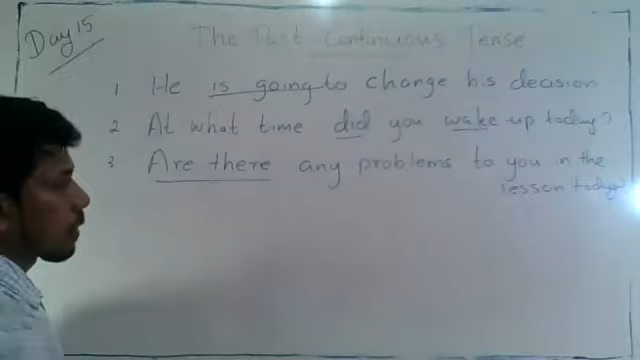 Day 15
The Past Continuous Tense
1 He is going to change his decision
2 At what time did you wake up today?
3 Are there any problems to you in the
lesson today